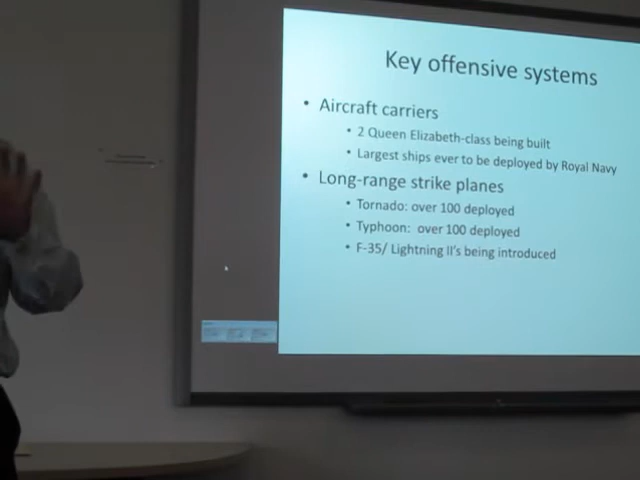 Key offensive systems
• Aircraft carriers
• 2 Queen Elizabeth-class being built
• Largest ships ever to be deployed by Royal Navy
• Long-range strike planes
• Tornado: over 100 deployed
• Typhoon: over 100 deployed
• F-35/ Lightning II's being introduced